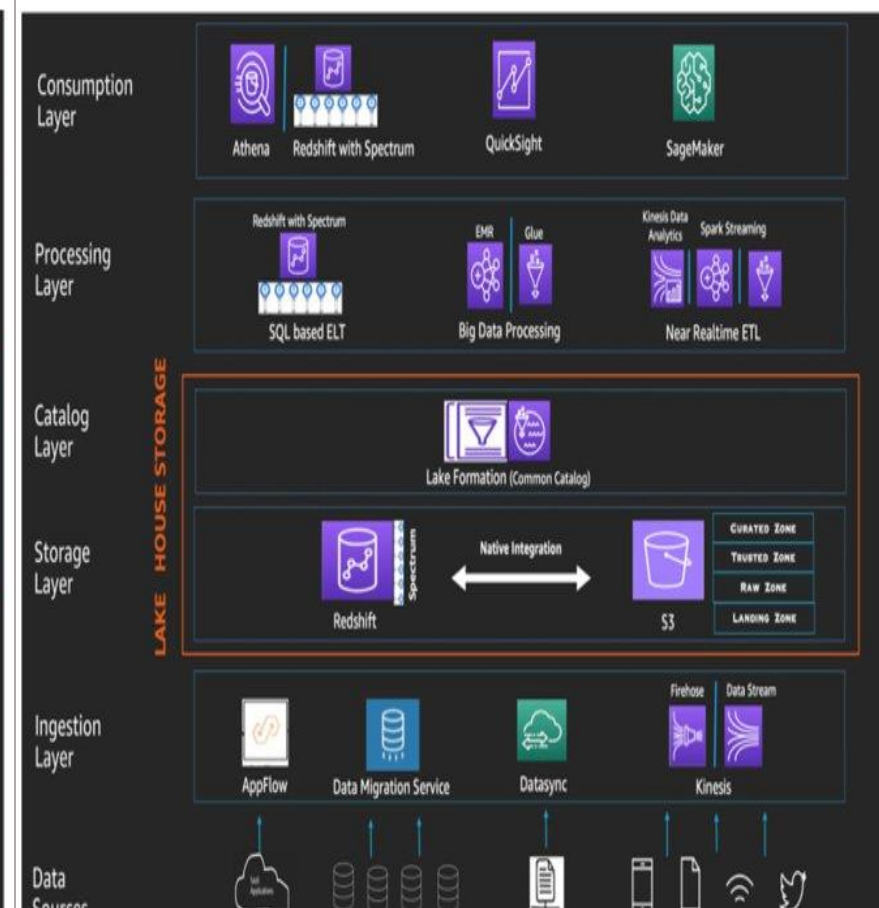 Consumption
Layer
Athena
Redshift with Spectrum
QuickSight
SageMaker
Processing
Layer
Redshift with Spectrum
SQL based ELT
EMR
Glue
Big Data Processing
Kinesis Data
Analytics
Spark Streaming
Near Realtime ETL
LAKE HOUSE STORAGE
Catalog
Layer
Lake Formation (Common Catalog)
Storage
Layer
Redshift
Spectrum
Native Integration
S3
CURATED ZONE
TRUSTED ZONE
RAW ZONE
LANDING ZONE
Ingestion
Layer
AppFlow
Data Migration Service
Datasync
Firehose
Data Stream
Kinesis
Data
Sources
SaaS
Applications